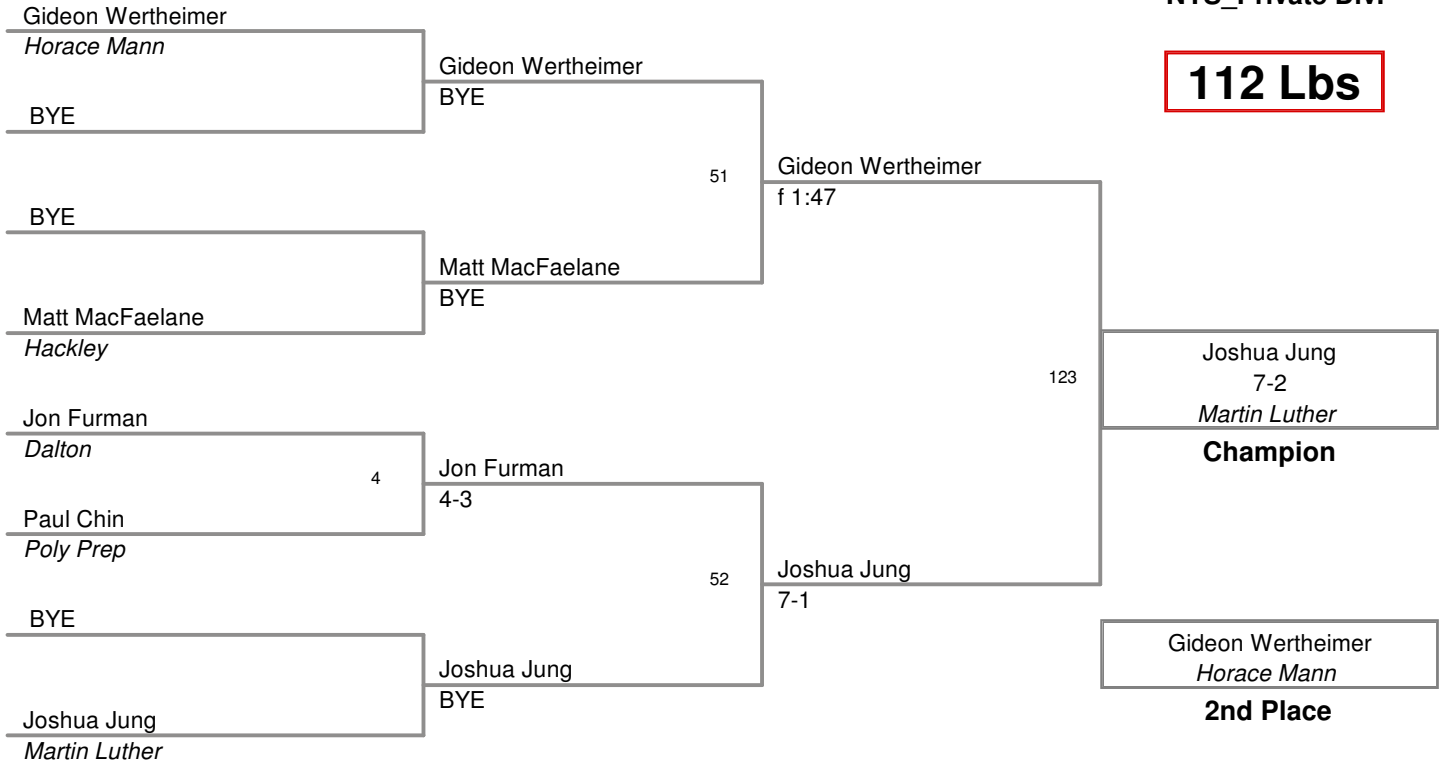 Gideon Wertheimer
Horace Mann
BYE
BYE
Matt MacFaelane
Hackley
Jon Furman
Dalton
4
Paul Chin
Poly Prep
BYE
Joshua Jung
Martin Luther
Gideon Wertheimer
BYE
51
Matt MacFaelane
BYE
Jon Furman
4-3
52
Joshua Jung
BYE
Gideon Wertheimer
f 1:47
123
Joshua Jung
7-1
112 Lbs
Joshua Jung
7-2
Martin Luther
Champion
Gideon Wertheimer
Horace Mann
2nd Place